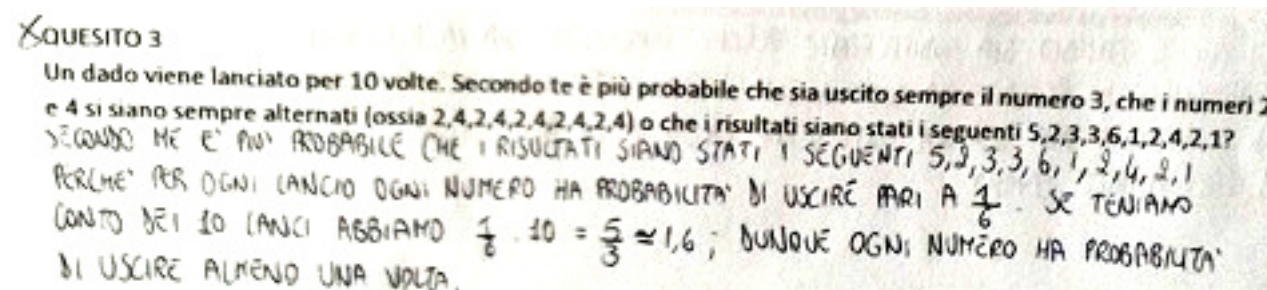 QUESITO 3
Un dado viene lanciato per 10 volte. Secondo te è più probabile che sia uscito sempre il numero 3, che i numeri 2
e 4 si siano sempre alternati (ossia 2,4,2,4,2,4,2,4,2,4) o che i risultati siano stati i seguenti 5,2,3,3,6,1,2,4,2,1?
SECONDO ME E' PIU' PROBABILE CHE I RISULTATI SIANO STATI I SEGUENTI 5,2,3,3,6,1,2,4,2,1
PERCHE' PER OGNI LANCIO OGNI NUMERO HA PROBABILITA' DI USCIRE PARI A 1/6. SE TENIAMO
CONTO DEI 10 LANCI ABBIAMO 1/6 · 10 = 5/3 ≃ 1,6 ; DUNQUE OGNI NUMERO HA PROBABILITA'
DI USCIRE ALMENO UNA VOLTA.